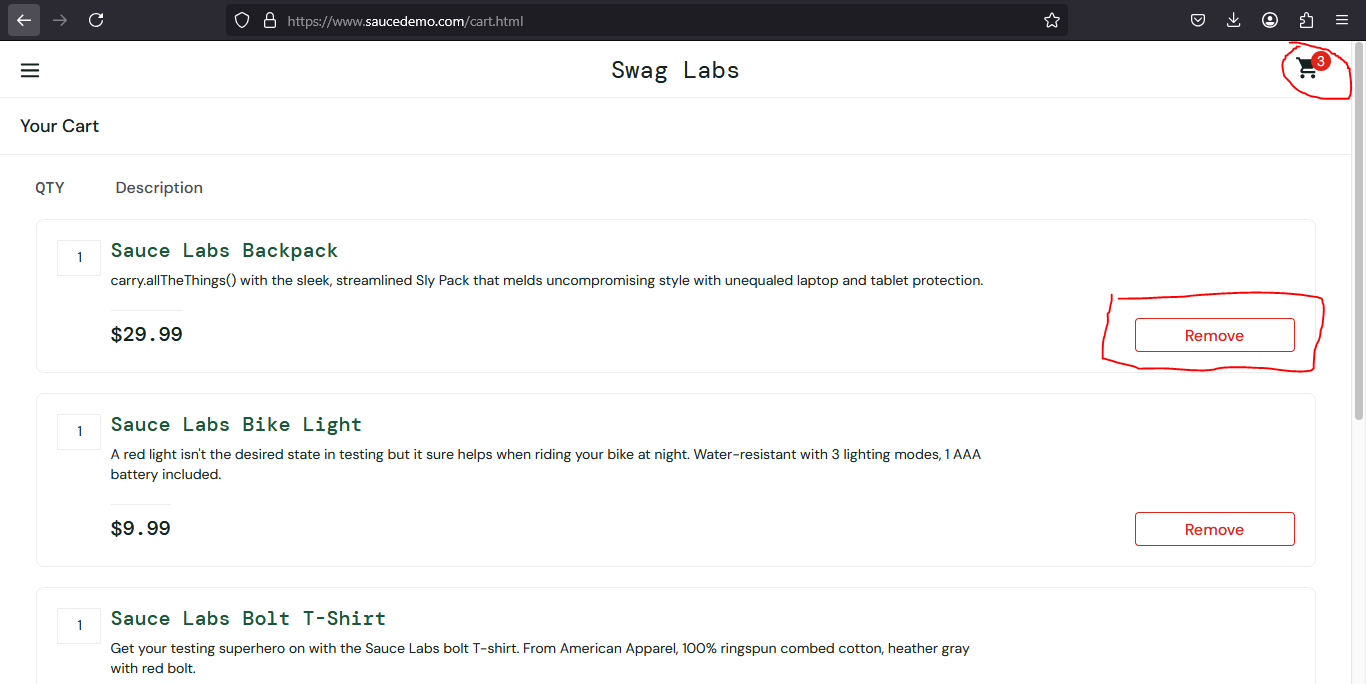 https://www.saucedemo.com/cart.html
Swag Labs
3
Your Cart
QTY Description
1 Sauce Labs Backpack
carry.allTheThings() with the sleek, streamlined Sly Pack that melds uncompromising style with unequaled laptop and tablet protection.
$29.99 Remove
1 Sauce Labs Bike Light
A red light isn't the desired state in testing but it sure helps when riding your bike at night. Water-resistant with 3 lighting modes, 1 AAA
battery included.
$9.99 Remove
1 Sauce Labs Bolt T-Shirt
Get your testing superhero on with the Sauce Labs bolt T-shirt. From American Apparel, 100% ringspun combed cotton, heather gray
with red bolt.